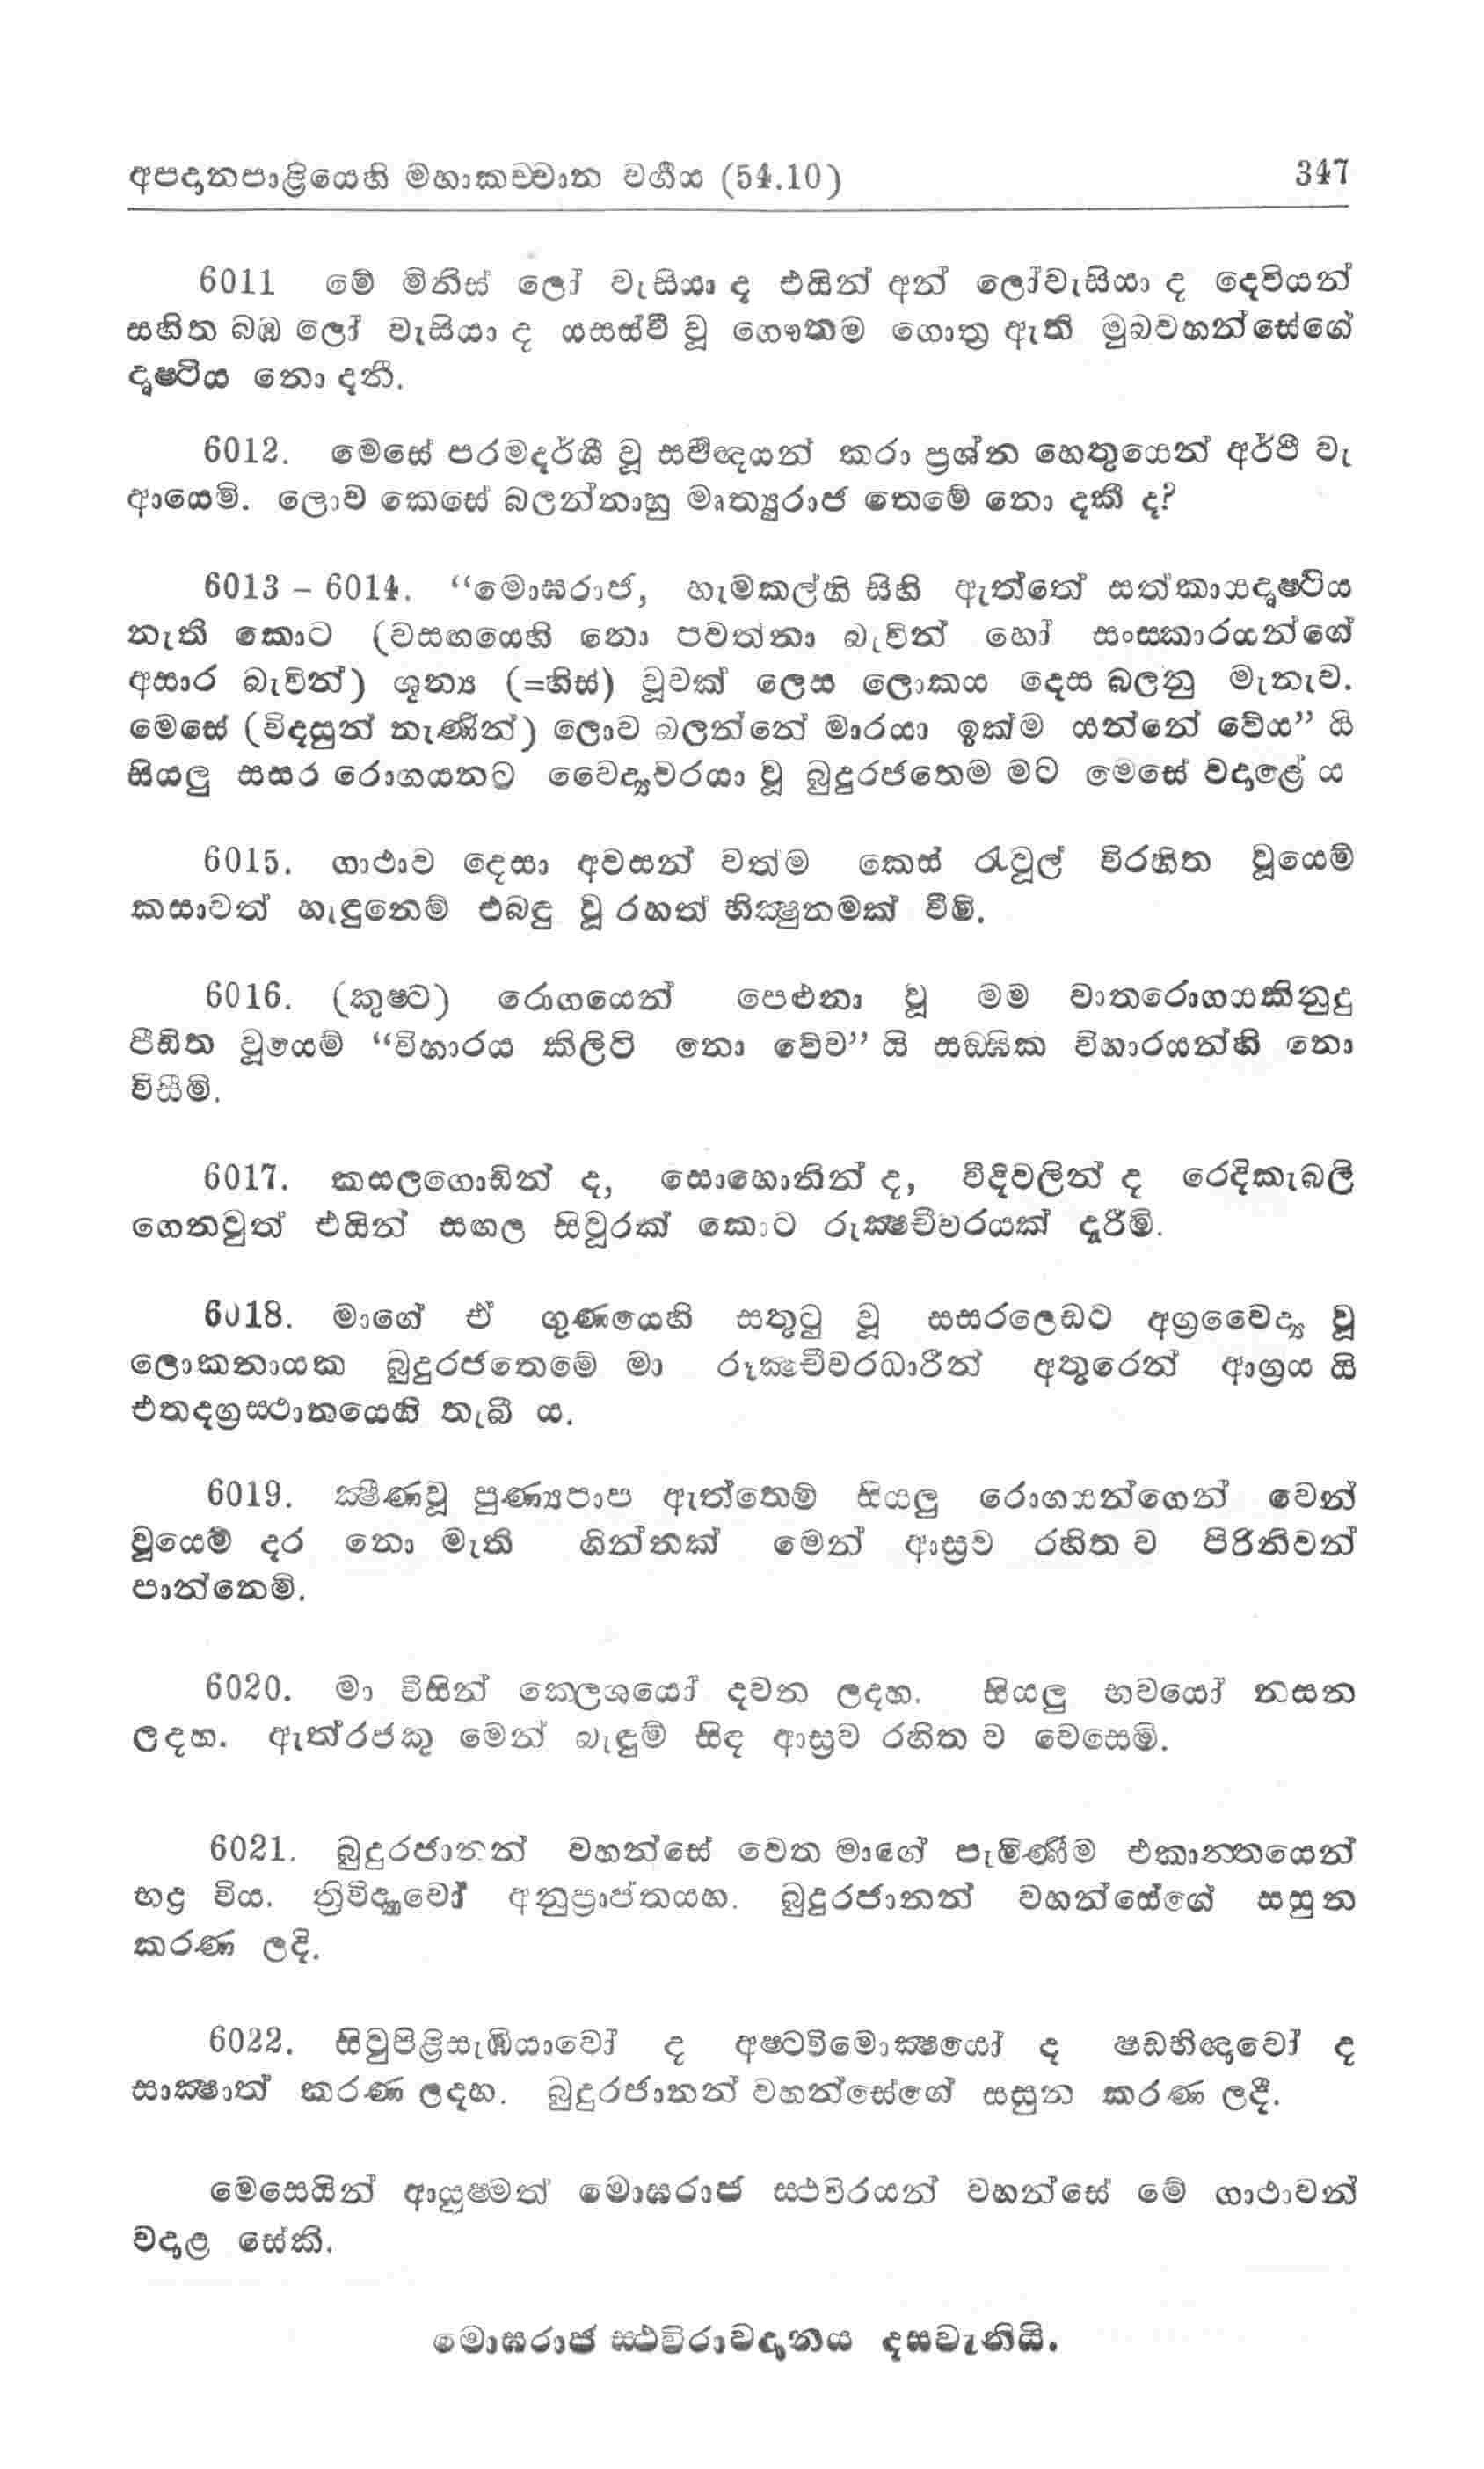 අපදානපාළියෙහි මහාකච්චාන වර්ගය (54.10) 347
6011 මේ මිනිස් ලෝ වැසියා ද එයින් අන් ලෝවැසියා ද දෙවියන්
සහිත බඹ ලෝ වැසියා ද යසස්වී වූ ගෞතම ගොත්‍ර ඇති මුබවහන්සේගේ
දෘෂ්ටිය නො දනී.
6012. මෙසේ පරමදර්ශී වූ සර්වඥයන් කරා ප්‍රශ්න හෙතුයෙන් අර්ථී වැ
ආයෙමි. ලොව කෙසේ බලන්නාහු මෘත්‍යුරාජ තෙමේ නො දකී ද?
6013 – 6014. “මොඝරාජ, හැමකල්හි සිහි ඇත්තේ සත්කායදෘෂ්ටිය
නැති කොට (වසඟයෙහි නො පවත්නා බැවින් හෝ සංස්කාරයන්ගේ
අසාර බැවින්) ශූන්‍ය (=හිස්) වූවක් ලෙස ලොකය දෙස බලනු මැනැව.
මෙසේ (විදසුන් නැණින්) ලොව බලන්නේ මාරයා ඉක්ම යන්නේ වේය” යි
සියලු සසර රොගයනට වෛද්‍යවරයා වූ බුදුරජතෙම මට මෙසේ වදාළේ ය
6015. ගාථාව දෙසා අවසන් වත්ම කෙස් රැවුල් විරහිත වූයෙම්
කසාවත් හැඳුනෙම් එබඳු වූ රහත් භික්ෂුනමක් වීමි.
6016. (කුෂ්ට) රොගයෙන් පෙළුනා වූ මම වාතරොගයකිනුදු
පීඩිත වූයෙම් “විහාරය කිලිටි නො වේව” යි සඞ්ඝික විහාරයන්හි නො
විසීමි.
6017. කසලගොඩින් ද, සොහොනින් ද, වීදිවලින් ද රෙදිකැබලි
ගෙනවුත් එයින් සඟල සිවුරක් කොට රූක්ෂචීවරයක් දැරීමි.
6018. මාගේ ඒ ගුණයෙහි සතුටු වූ සසරලෙඩට අග්‍රවෛද්‍ය වූ
ලොකනායක බුදුරජතෙමේ මා රූක්ෂචීවරධාරීන් අතුරෙන් ආග්‍රය යි
එතදග්‍රස්ථානයෙහි තැබී ය.
6019. ක්ෂීණවූ පුණ්‍යපාප ඇත්තෙම් සියලු රොගයන්ගෙන් වෙන්
වූයෙම් දර නො මැති ගින්නක් මෙන් ආස්‍රව රහිත ව පිරිනිවන්
පාන්නෙමි.
6020. මා විසින් කෙලශයෝ දවන ලදහ. සියලු භවයෝ නසන
ලදහ. ඇත්රජකු මෙන් බැඳුම් සිඳ ආස්‍රව රහිත ව වෙසෙමි.
6021. බුදුරජානන් වහන්සේ වෙත මාගේ පැමිණීම එකාන්තයෙන්
භද්‍ර විය. ත්‍රිවිද්‍යාවෝ අනුප්‍රාප්තයහ. බුදුරජානන් වහන්සේගේ සසුන
කරණ ලදි.
6022. සිවුපිළිසැඹියාවෝ ද අෂ්ටවිමොක්ෂයෝ ද ෂඩභිඥාවෝ ද
සාක්ෂාත් කරණ ලදහ. බුදුරජානන් වහන්සේගේ සසුන කරණ ලදී.
මෙසෙයින් ආයුෂ්මත් මොඝරාජ ස්ථවිරයන් වහන්සේ මේ ගාථාවන්
වදාළ සේකි.
මොඝරාජ ස්ථවිරාවදානය දසවැනියි.